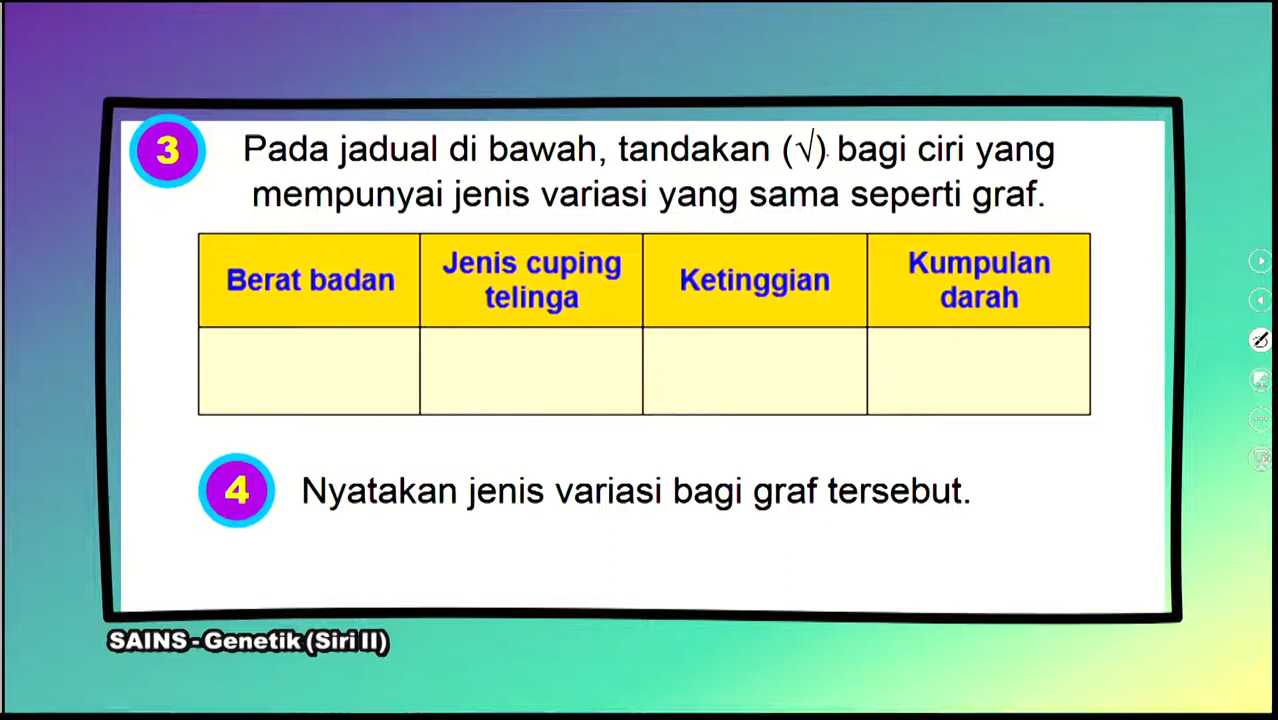 3
Pada jadual di bawah, tandakan (√) bagi ciri yang
mempunyai jenis variasi yang sama seperti graf.
Berat badan
Jenis cuping
telinga
Ketinggian
Kumpulan
darah
4
Nyatakan jenis variasi bagi graf tersebut.
SAINS - Genetik (Siri II)